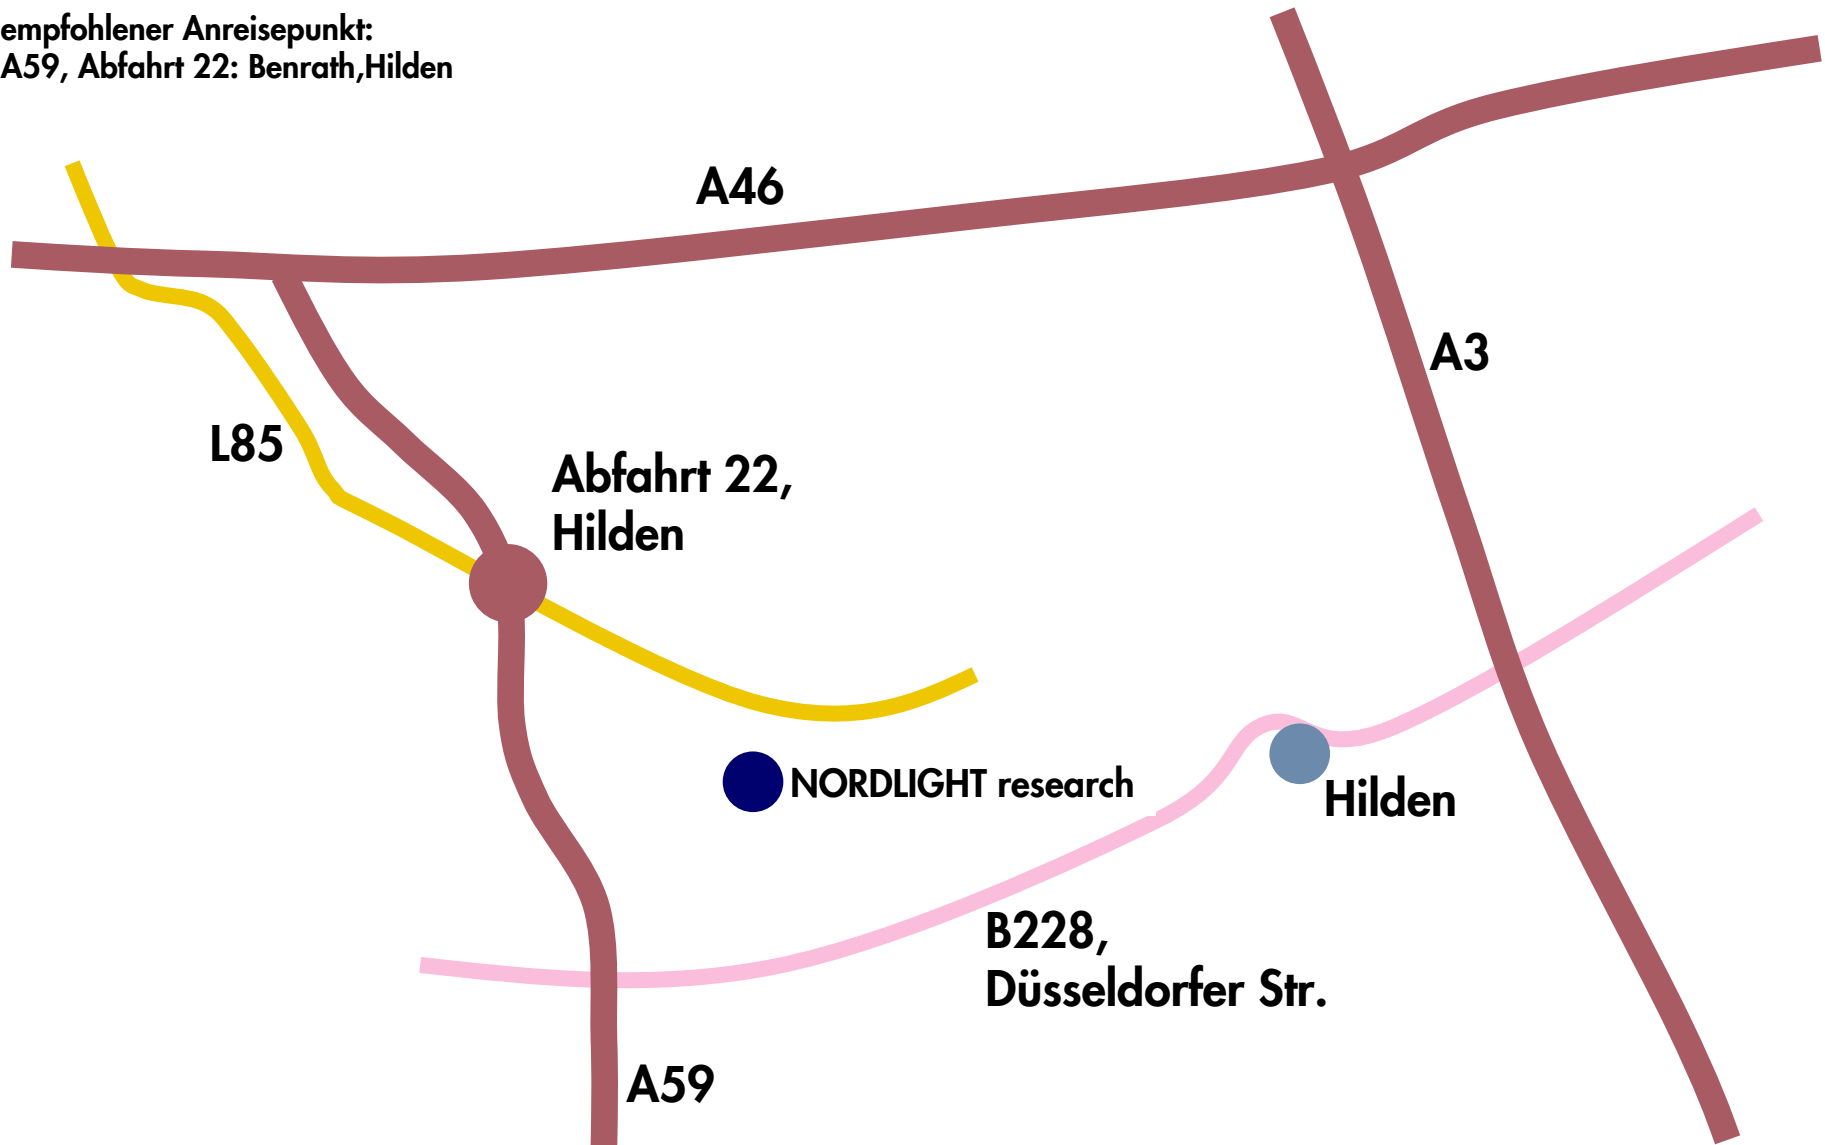 empfohlener Anreisepunkt:
A59, Abfahrt 22: Benrath,Hilden
A46
A3
L85
Abfahrt 22,
Hilden
NORDLIGHT research
Hilden
B228,
Düsseldorfer Str.
A59